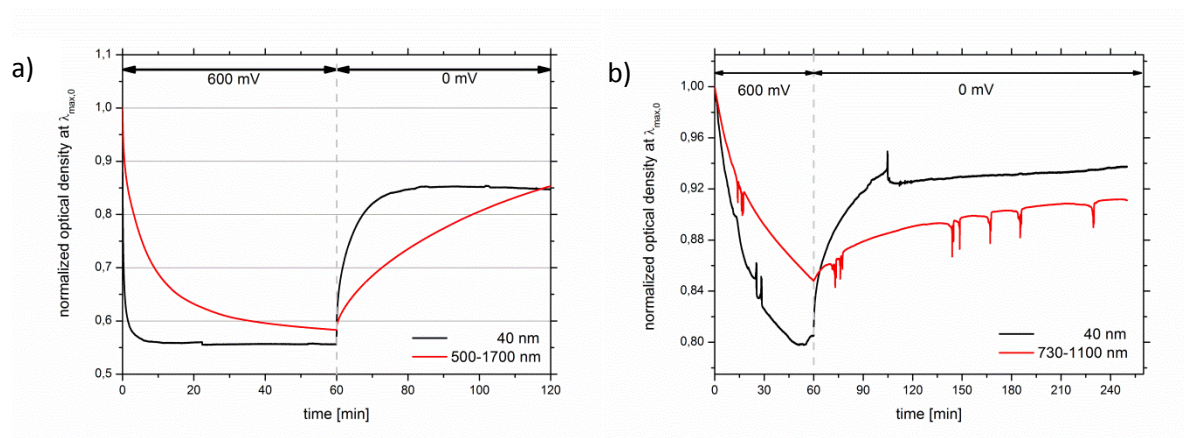 a)
normalized optical density at λmax,0
1,1
1,0
0,9
0,8
0,7
0,6
0,5
600 mV
0 mV
40 nm
500-1700 nm
0 20 40 60 80 100 120
time [min]
b)
normalized optical density at λmax,0
1,00
0,96
0,92
0,88
0,84
0,80
600 mV
0 mV
40 nm
730-1100 nm
0 30 60 90 120 150 180 210 240
time [min]